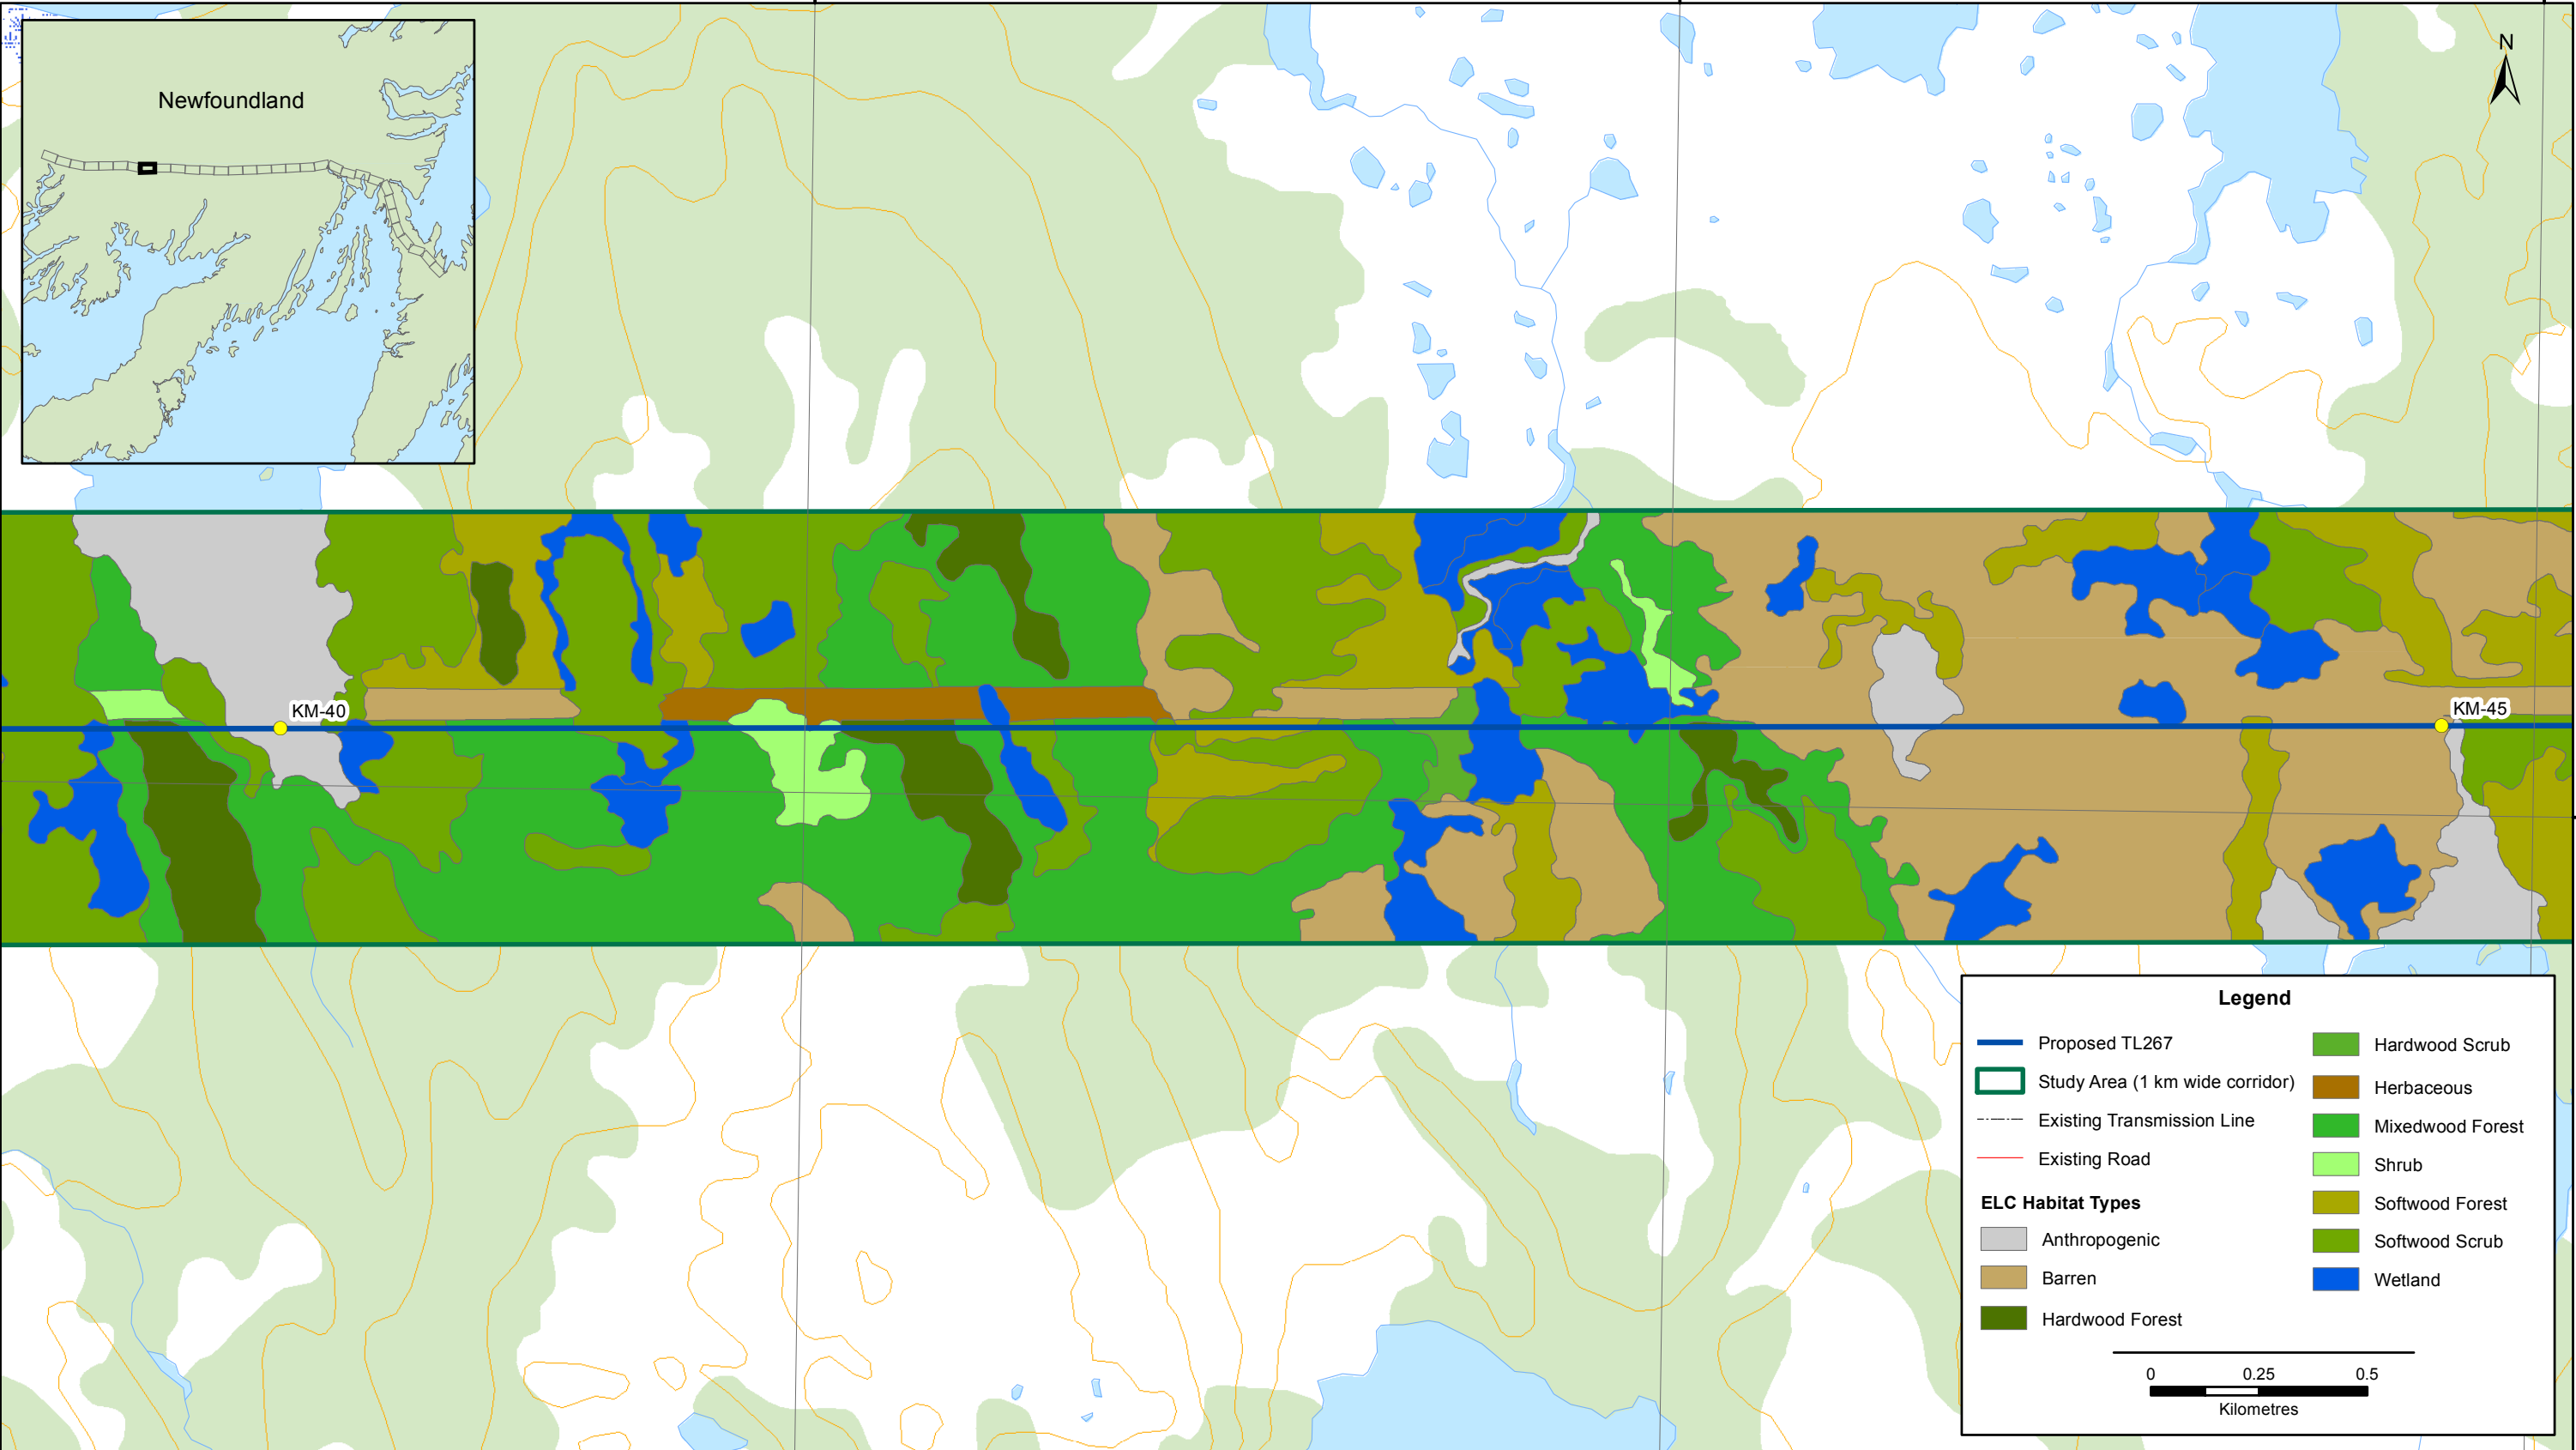 Newfoundland
N
KM-40
KM-45
Legend
Proposed TL267
Study Area (1 km wide corridor)
Existing Transmission Line
Existing Road
ELC Habitat Types
Anthropogenic
Barren
Hardwood Forest
Hardwood Scrub
Herbaceous
Mixedwood Forest
Shrub
Softwood Forest
Softwood Scrub
Wetland
0 0.25 0.5
Kilometres